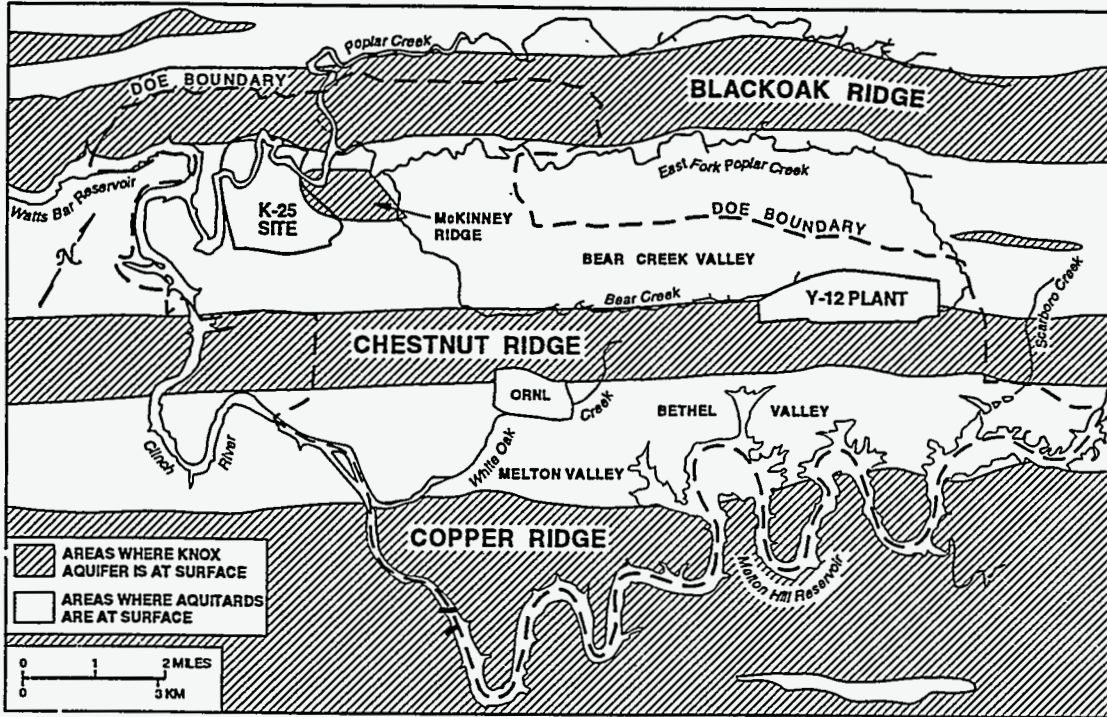 Poplar Creek
DOE BOUNDARY
BLACKOAK RIDGE
East Fork Poplar Creek
Watts Bar Reservoir
K-25
SITE
McKINNEY
RIDGE
DOE BOUNDARY
N
BEAR CREEK VALLEY
Bear Creek
Y-12 PLANT
Scarboro Creek
CHESTNUT RIDGE
ORNL
Creek
BETHEL VALLEY
Clinch River
White Oak
MELTON VALLEY
COPPER RIDGE
Melton Hill Reservoir
AREAS WHERE KNOX
AQUIFER IS AT SURFACE
AREAS WHERE AQUITARDS
ARE AT SURFACE
0 1 2 MILES
0 3 KM